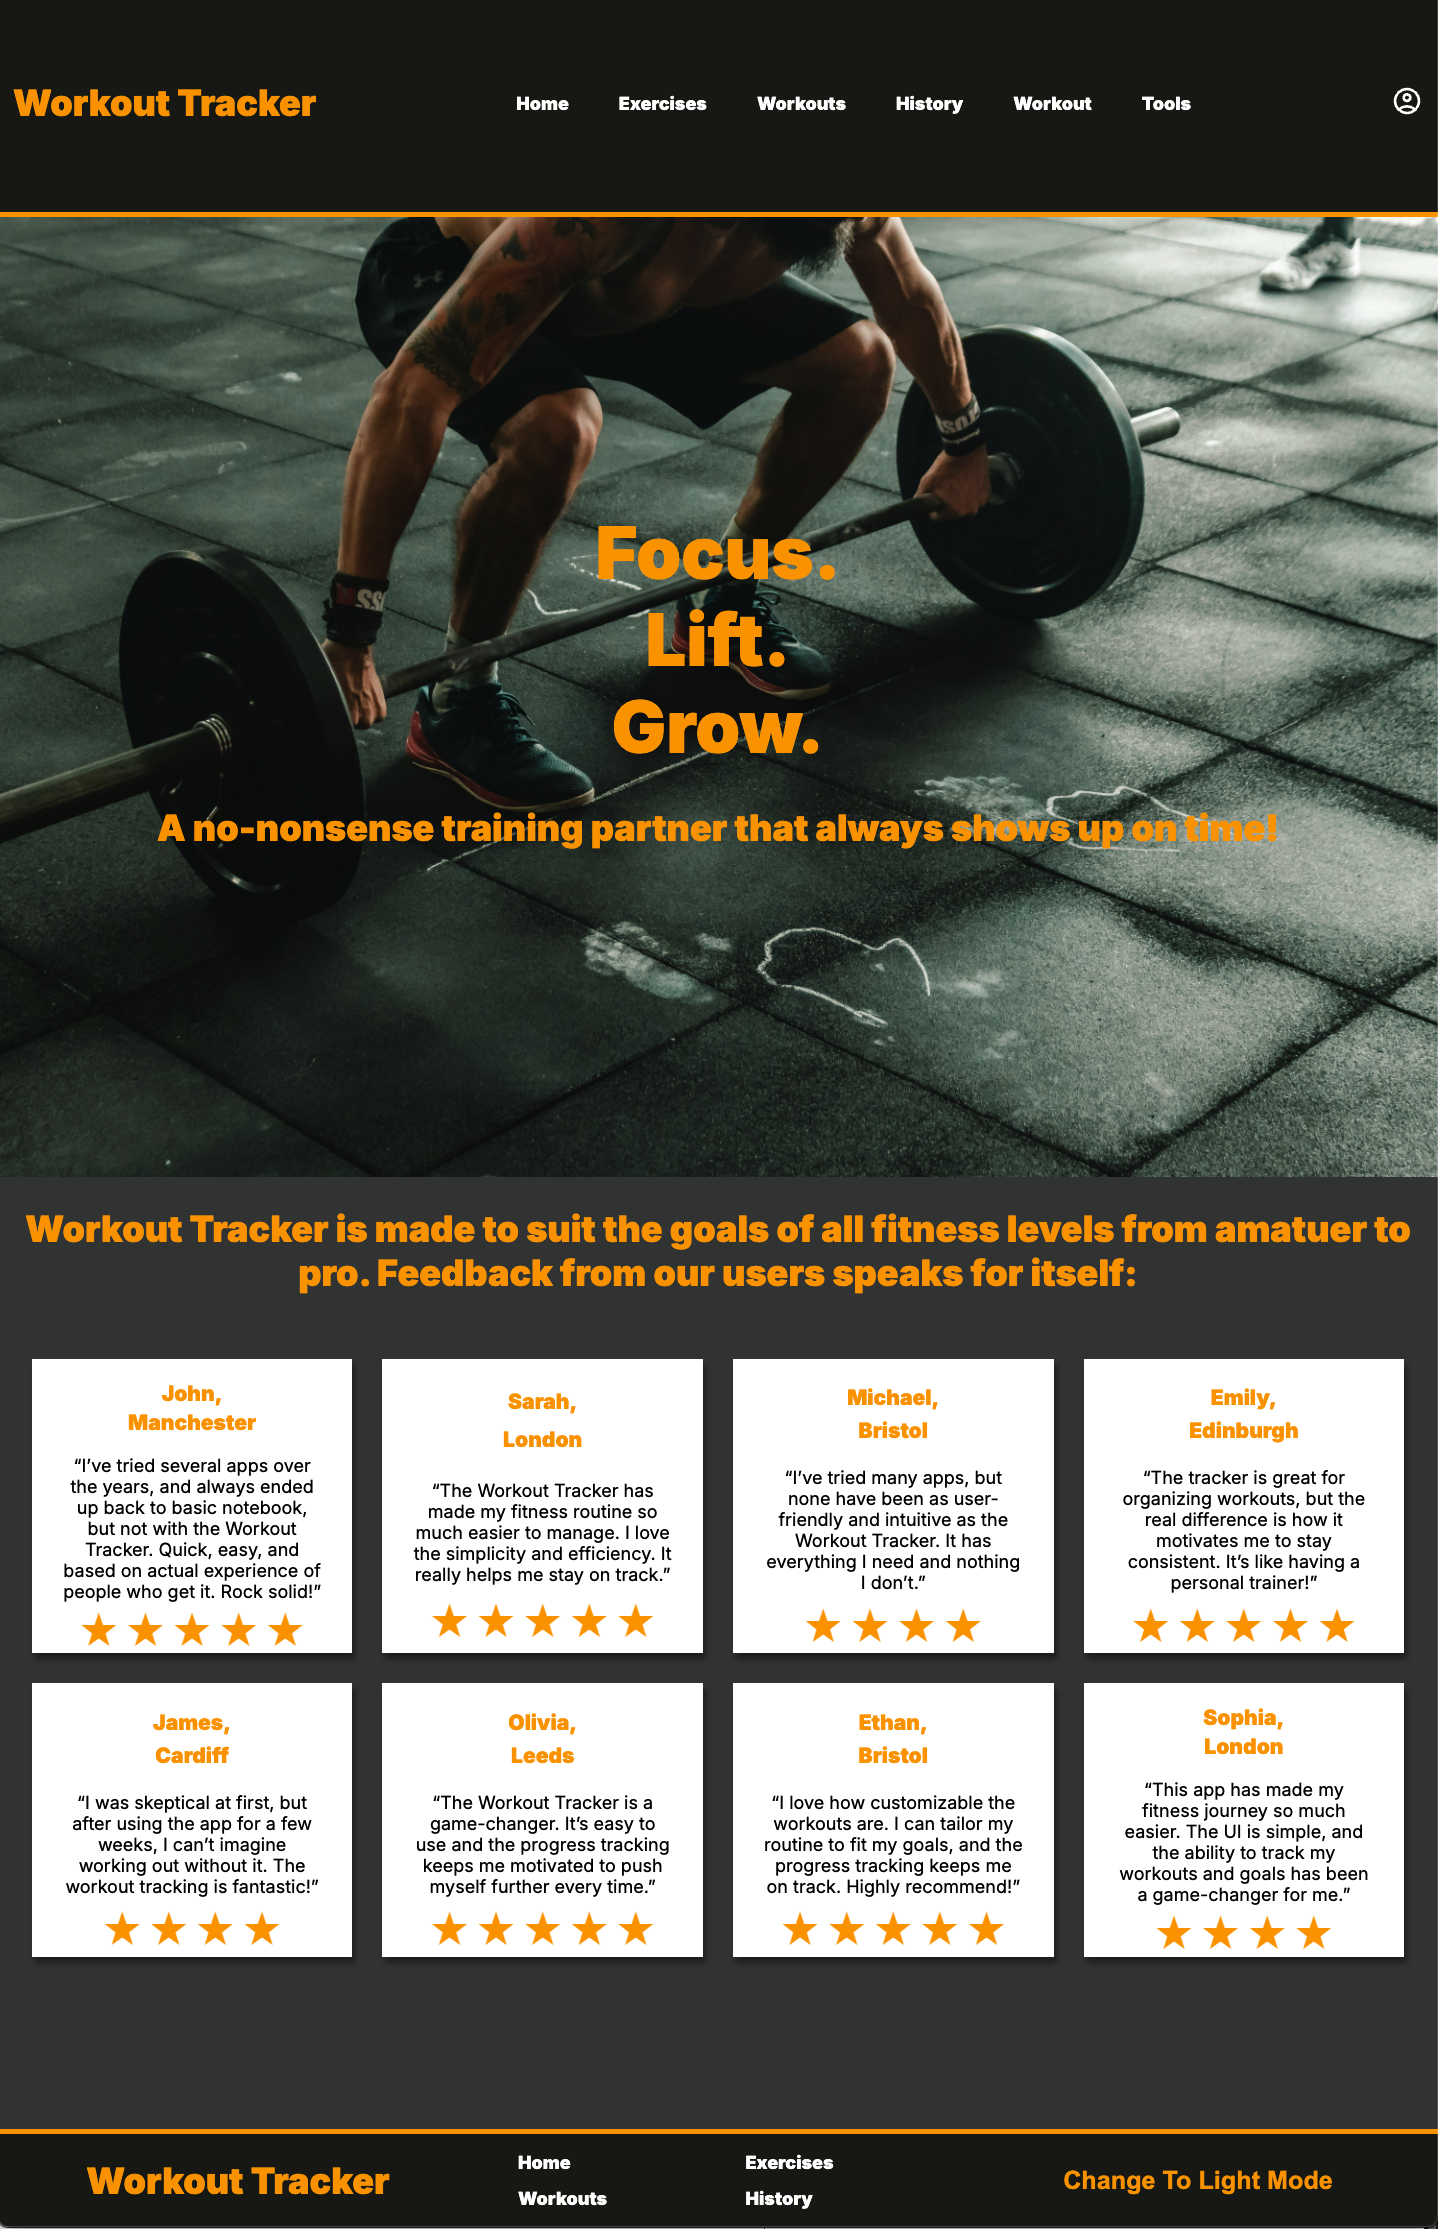 Workout Tracker
Home
Exercises
Workouts
History
Workout
Tools
Focus.
Lift.
Grow.
A no-nonsense training partner that always shows up on time!
Workout Tracker is made to suit the goals of all fitness levels from amatuer to
pro. Feedback from our users speaks for itself:
John,
Manchester
“I’ve tried several apps over
the years, and always ended
up back to basic notebook,
but not with the Workout
Tracker. Quick, easy, and
based on actual experience of
people who get it. Rock solid!”
Sarah,
London
“The Workout Tracker has
made my fitness routine so
much easier to manage. I love
the simplicity and efficiency. It
really helps me stay on track.”
Michael,
Bristol
“I’ve tried many apps, but
none have been as user-
friendly and intuitive as the
Workout Tracker. It has
everything I need and nothing
I don’t.”
Emily,
Edinburgh
“The tracker is great for
organizing workouts, but the
real difference is how it
motivates me to stay
consistent. It’s like having a
personal trainer!”
James,
Cardiff
“I was skeptical at first, but
after using the app for a few
weeks, I can’t imagine
working out without it. The
workout tracking is fantastic!”
Olivia,
Leeds
“The Workout Tracker is a
game-changer. It’s easy to
use and the progress tracking
keeps me motivated to push
myself further every time.”
Ethan,
Bristol
“I love how customizable the
workouts are. I can tailor my
routine to fit my goals, and the
progress tracking keeps me
on track. Highly recommend!”
Sophia,
London
“This app has made my
fitness journey so much
easier. The UI is simple, and
the ability to track my
workouts and goals has been
a game-changer for me.”
Workout Tracker
Home
Exercises
Workouts
History
Change To Light Mode